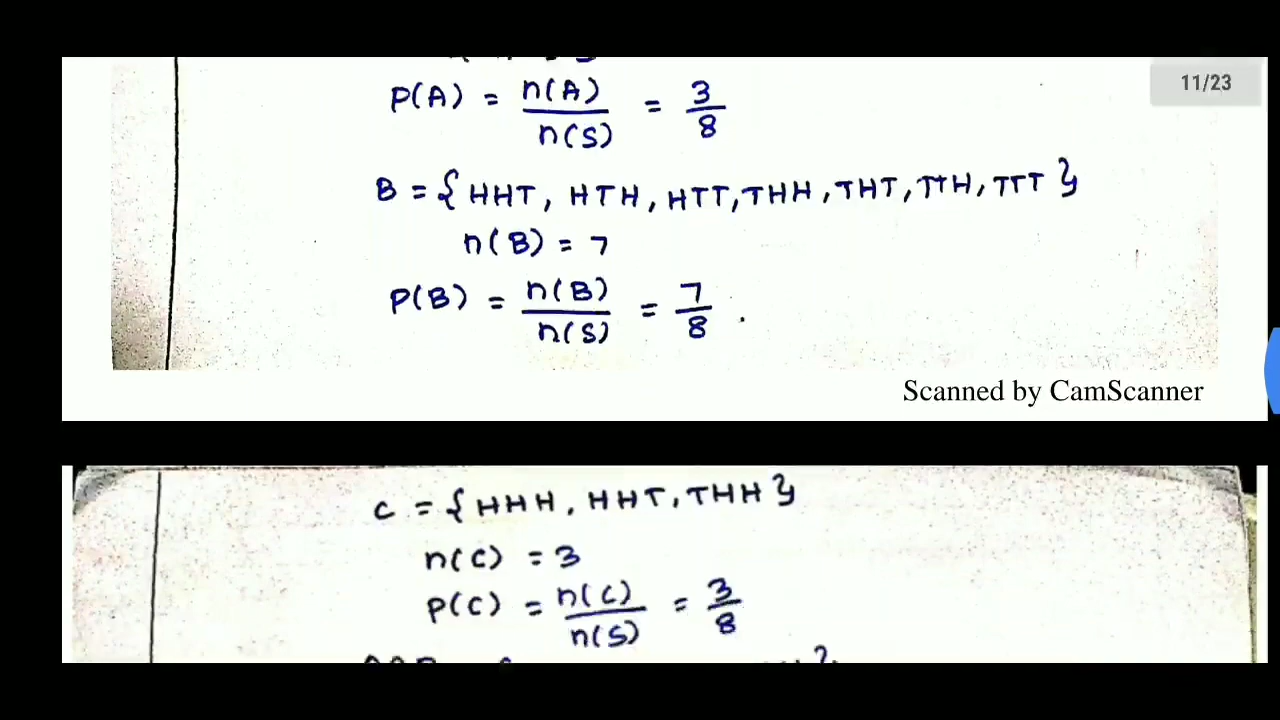 11/23
P(A) = n(A) / n(S) = 3/8
B = { HHT, HTH, HTT, THH, THT, TTH, TTT }
n(B) = 7
P(B) = n(B) / n(S) = 7/8 .
Scanned by CamScanner
C = { HHH, HHT, THH }
n(C) = 3
P(C) = n(C) / n(S) = 3/8